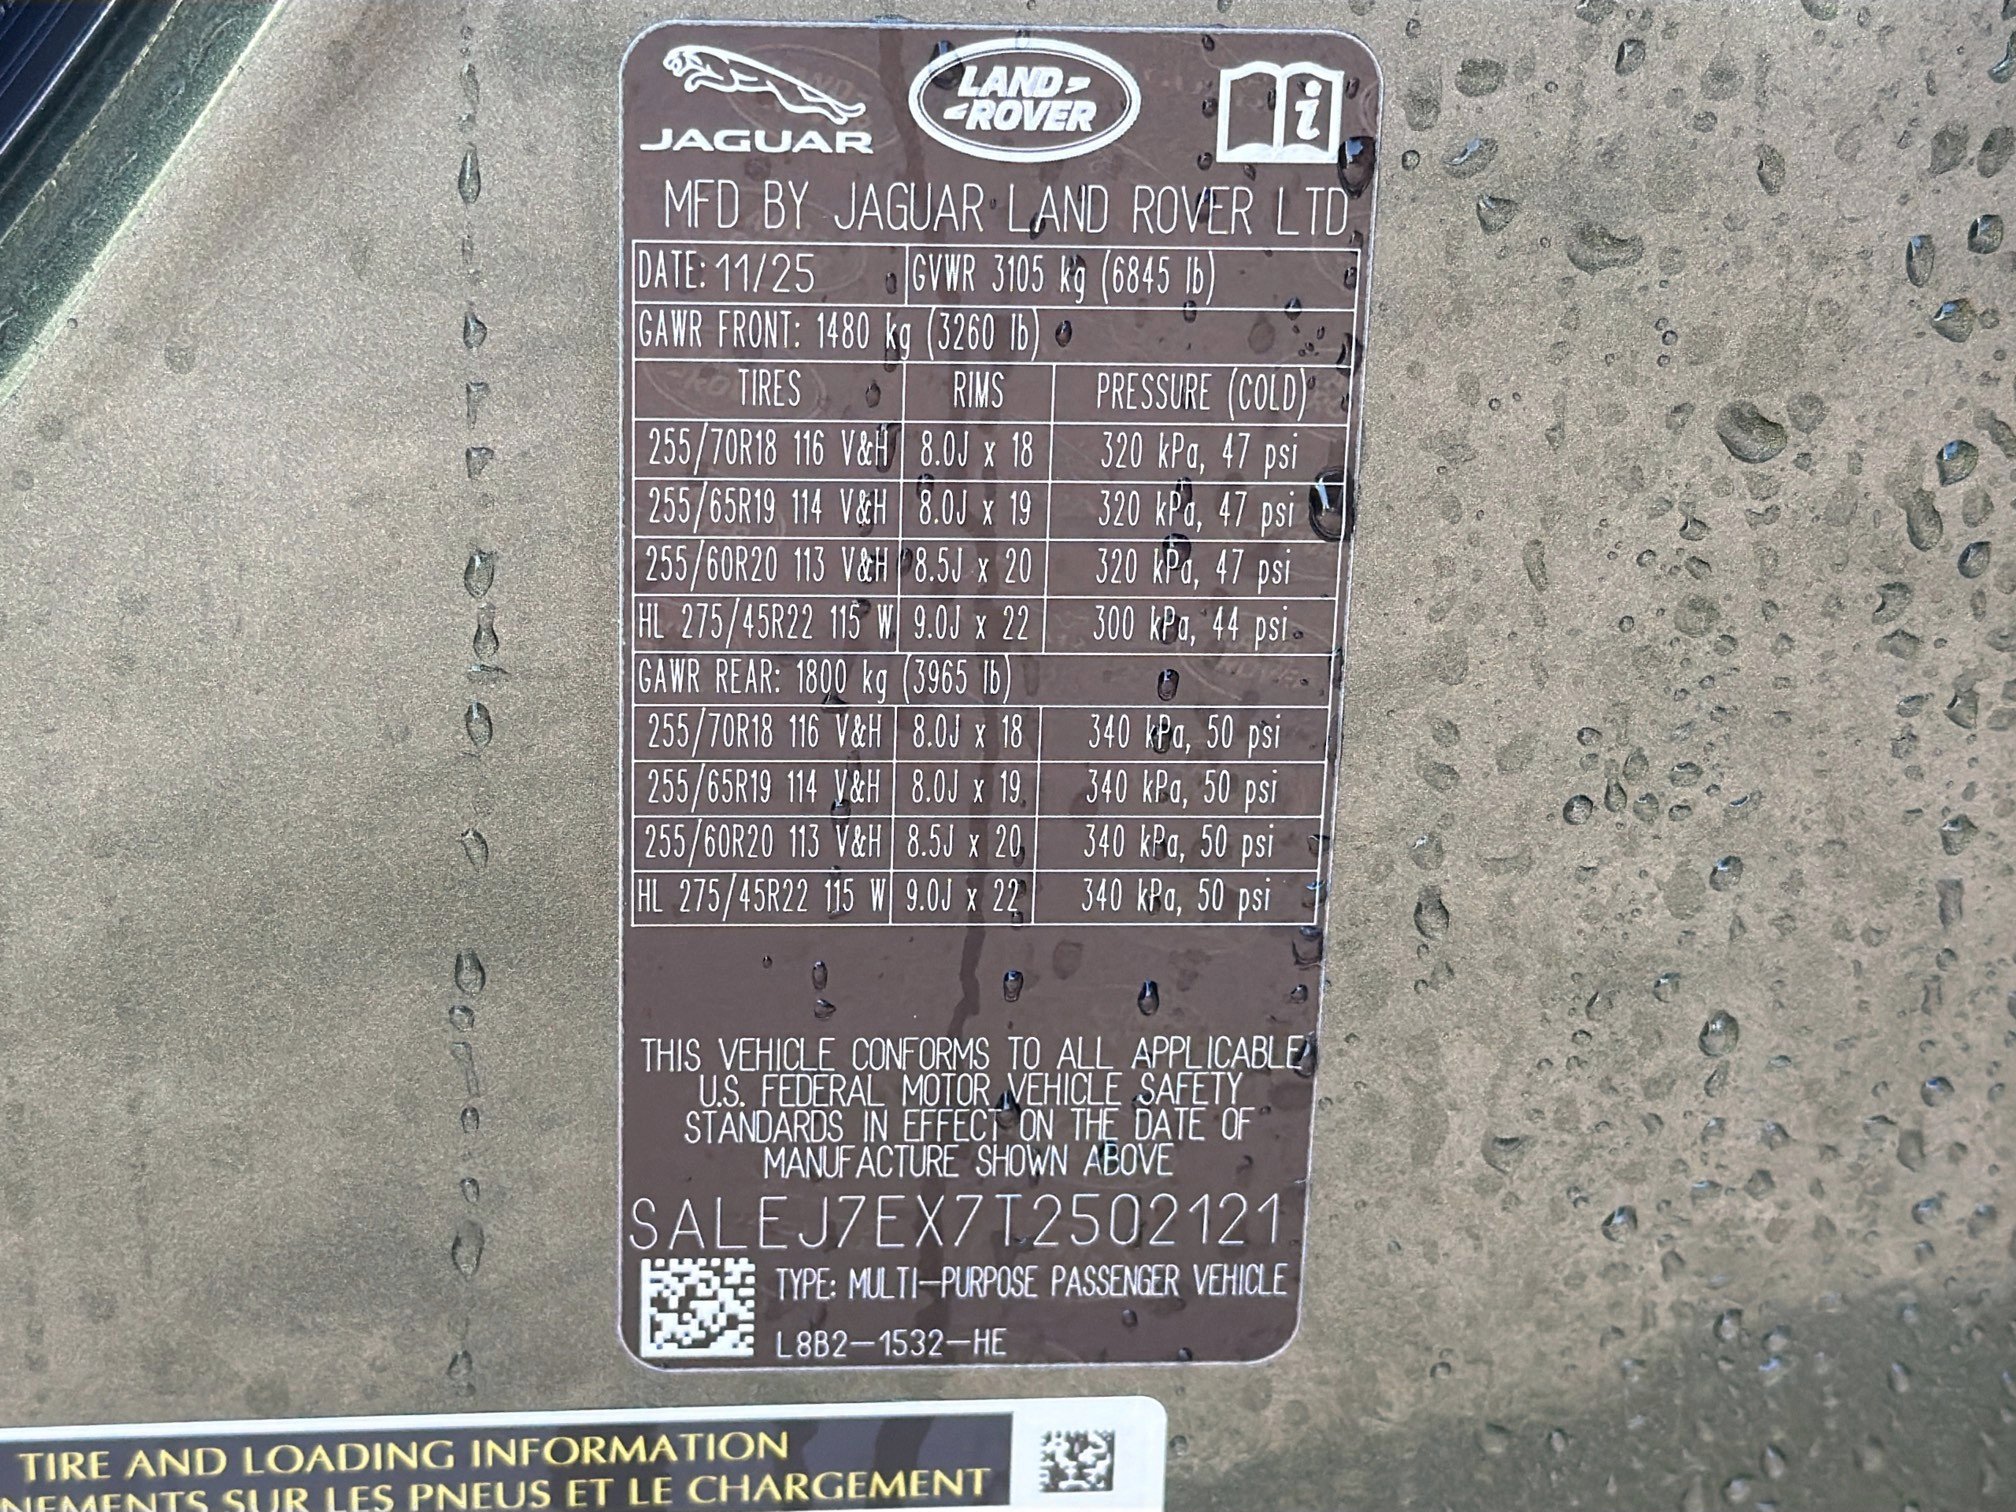 JAGUAR LAND ROVER i
MFD BY JAGUAR LAND ROVER LTD
DATE: 11/25 GVWR 3105 kg (6845 lb)
GAWR FRONT: 1480 kg (3260 lb)
TIRES RIMS PRESSURE (COLD)
255/70R18 116 V&H 8.0J x 18 320 kPa, 47 psi
255/65R19 114 V&H 8.0J x 19 320 kPa, 47 psi
255/60R20 113 V&H 8.5J x 20 320 kPa, 47 psi
HL 275/45R22 115 W 9.0J x 22 300 kPa, 44 psi
GAWR REAR: 1800 kg (3965 lb)
255/70R18 116 V&H 8.0J x 18 340 kPa, 50 psi
255/65R19 114 V&H 8.0J x 19 340 kPa, 50 psi
255/60R20 113 V&H 8.5J x 20 340 kPa, 50 psi
HL 275/45R22 115 W 9.0J x 22 340 kPa, 50 psi
THIS VEHICLE CONFORMS TO ALL APPLICABLE
U.S. FEDERAL MOTOR VEHICLE SAFETY
STANDARDS IN EFFECT ON THE DATE OF
MANUFACTURE SHOWN ABOVE
SALEJ7EX7T2502121
TYPE: MULTI-PURPOSE PASSENGER VEHICLE
L8B2-1532-HE
TIRE AND LOADING INFORMATION
NEMENTS SUR LES PNEUS ET LE CHARGEMENT